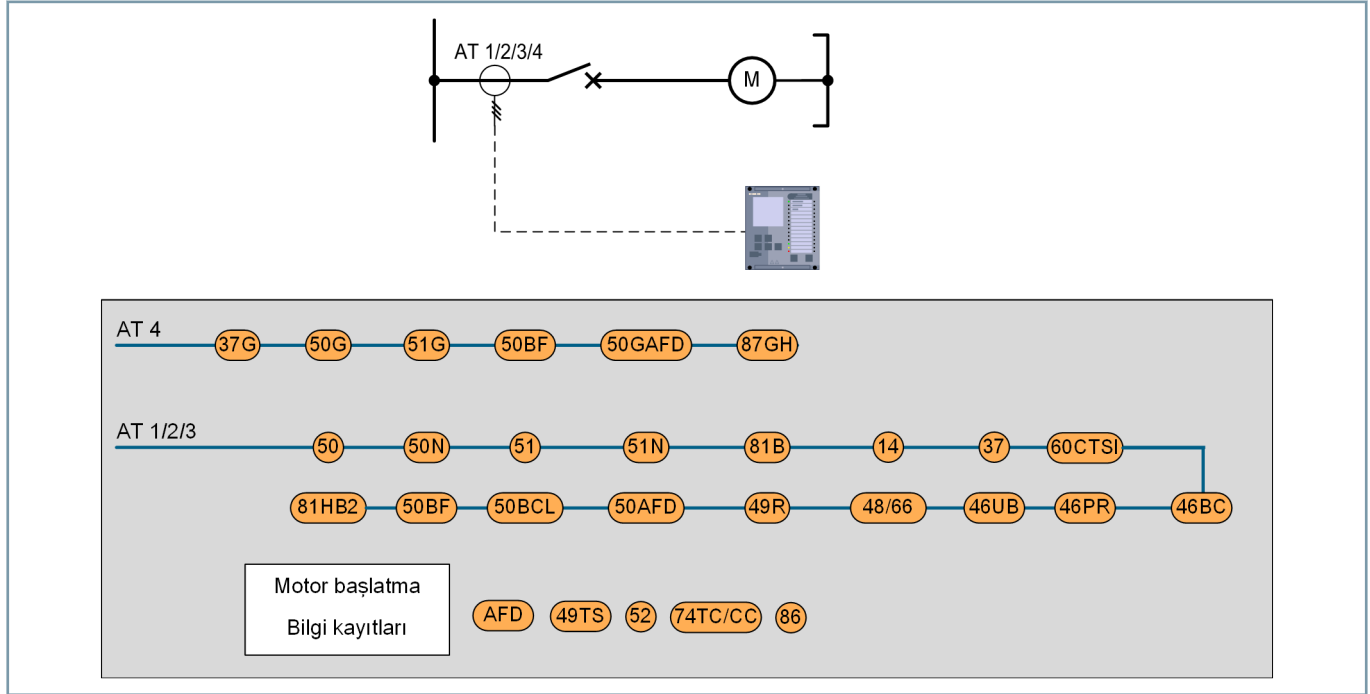 AT 1/2/3/4
M
AT 4
37G 50G 51G 50BF 50GAFD 87GH
AT 1/2/3
50 50N 51 51N 81B 14 37 60CTSI
81HB2 50BF 50BCL 50AFD 49R 48/66 46UB 46PR 46BC
Motor başlatma
Bilgi kayıtları
AFD 49TS 52 74TC/CC 86